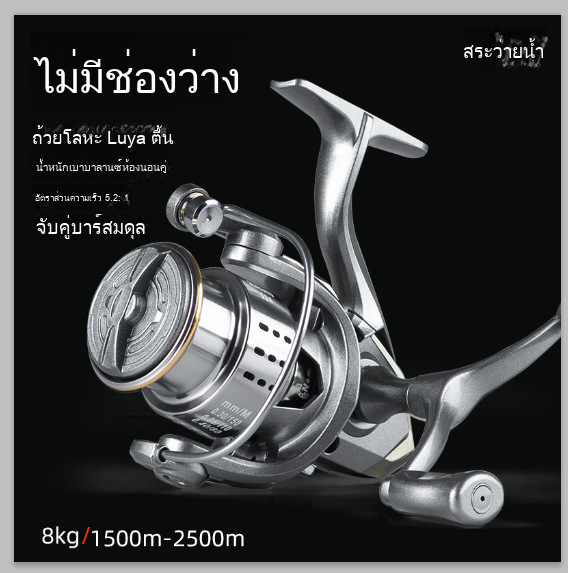 สระว่ายน้ำ
ไม่มีช่องว่าง
ถ้วยโลหะ Luya ตื้น
น้ำหนักเบาบาลานซ์ห้องนอนคู่
อัตราส่วนความเร็ว 5.2: 1
จับคู่บาร์สมดุล
mm/M
0.30/150
8kg/1500m-2500m